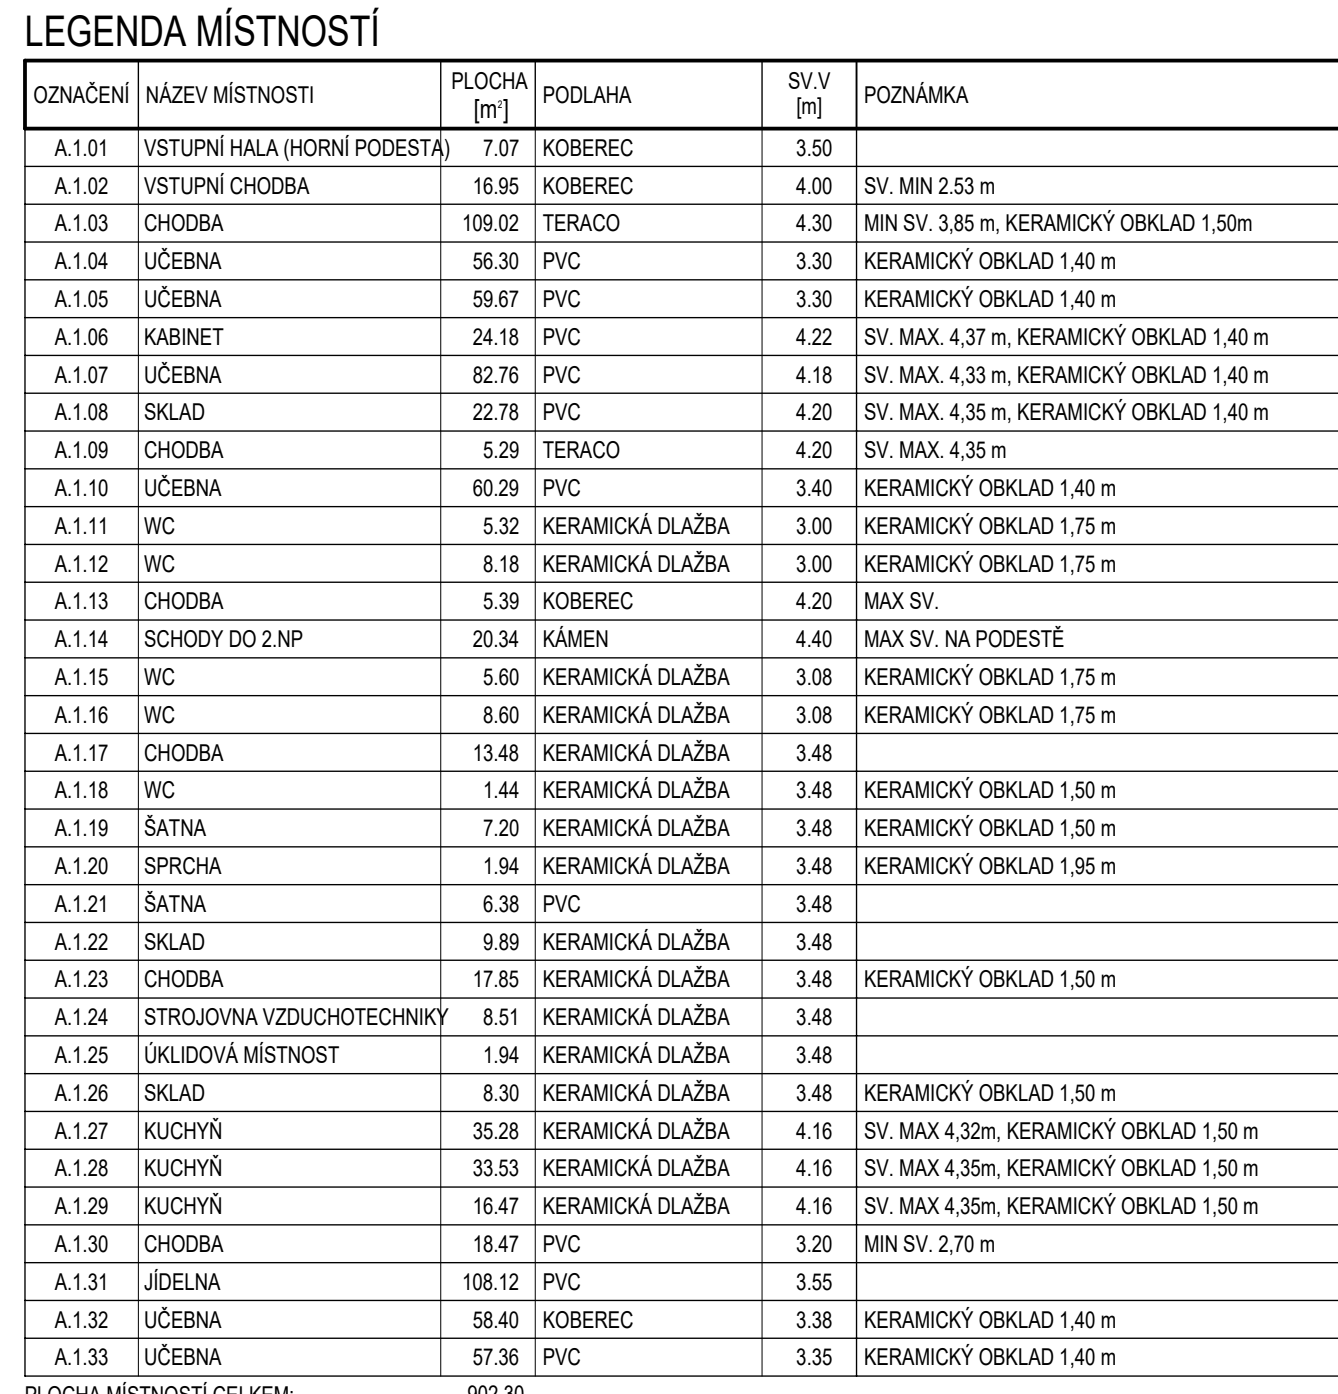 LEGENDA MÍSTNOSTÍ
OZNAČENÍ NÁZEV MÍSTNOSTI PLOCHA [m²] PODLAHA SV.V [m] POZNÁMKA
A.1.01 VSTUPNÍ HALA (HORNÍ PODESTA) 7.07 KOBEREC 3.50
A.1.02 VSTUPNÍ CHODBA 16.95 KOBEREC 4.00 SV. MIN 2.53 m
A.1.03 CHODBA 109.02 TERACO 4.30 MIN SV. 3,85 m, KERAMICKÝ OBKLAD 1,50m
A.1.04 UČEBNA 56.30 PVC 3.30 KERAMICKÝ OBKLAD 1,40 m
A.1.05 UČEBNA 59.67 PVC 3.30 KERAMICKÝ OBKLAD 1,40 m
A.1.06 KABINET 24.18 PVC 4.22 SV. MAX. 4,37 m, KERAMICKÝ OBKLAD 1,40 m
A.1.07 UČEBNA 82.76 PVC 4.18 SV. MAX. 4,33 m, KERAMICKÝ OBKLAD 1,40 m
A.1.08 SKLAD 22.78 PVC 4.20 SV. MAX. 4,35 m, KERAMICKÝ OBKLAD 1,40 m
A.1.09 CHODBA 5.29 TERACO 4.20 SV. MAX. 4,35 m
A.1.10 UČEBNA 60.29 PVC 3.40 KERAMICKÝ OBKLAD 1,40 m
A.1.11 WC 5.32 KERAMICKÁ DLAŽBA 3.00 KERAMICKÝ OBKLAD 1,75 m
A.1.12 WC 8.18 KERAMICKÁ DLAŽBA 3.00 KERAMICKÝ OBKLAD 1,75 m
A.1.13 CHODBA 5.39 KOBEREC 4.20 MAX SV.
A.1.14 SCHODY DO 2.NP 20.34 KÁMEN 4.40 MAX SV. NA PODESTĚ
A.1.15 WC 5.60 KERAMICKÁ DLAŽBA 3.08 KERAMICKÝ OBKLAD 1,75 m
A.1.16 WC 8.60 KERAMICKÁ DLAŽBA 3.08 KERAMICKÝ OBKLAD 1,75 m
A.1.17 CHODBA 13.48 KERAMICKÁ DLAŽBA 3.48
A.1.18 WC 1.44 KERAMICKÁ DLAŽBA 3.48 KERAMICKÝ OBKLAD 1,50 m
A.1.19 ŠATNA 7.20 KERAMICKÁ DLAŽBA 3.48 KERAMICKÝ OBKLAD 1,50 m
A.1.20 SPRCHA 1.94 KERAMICKÁ DLAŽBA 3.48 KERAMICKÝ OBKLAD 1,95 m
A.1.21 ŠATNA 6.38 PVC 3.48
A.1.22 SKLAD 9.89 KERAMICKÁ DLAŽBA 3.48
A.1.23 CHODBA 17.85 KERAMICKÁ DLAŽBA 3.48 KERAMICKÝ OBKLAD 1,50 m
A.1.24 STROJOVNA VZDUCHOTECHNIKY 8.51 KERAMICKÁ DLAŽBA 3.48
A.1.25 ÚKLIDOVÁ MÍSTNOST 1.94 KERAMICKÁ DLAŽBA 3.48
A.1.26 SKLAD 8.30 KERAMICKÁ DLAŽBA 3.48 KERAMICKÝ OBKLAD 1,50 m
A.1.27 KUCHYŇ 35.28 KERAMICKÁ DLAŽBA 4.16 SV. MAX 4,32m, KERAMICKÝ OBKLAD 1,50 m
A.1.28 KUCHYŇ 33.53 KERAMICKÁ DLAŽBA 4.16 SV. MAX 4,35m, KERAMICKÝ OBKLAD 1,50 m
A.1.29 KUCHYŇ 16.47 KERAMICKÁ DLAŽBA 4.16 SV. MAX 4,35m, KERAMICKÝ OBKLAD 1,50 m
A.1.30 CHODBA 18.47 PVC 3.20 MIN SV. 2,70 m
A.1.31 JÍDELNA 108.12 PVC 3.55
A.1.32 UČEBNA 58.40 KOBEREC 3.38 KERAMICKÝ OBKLAD 1,40 m
A.1.33 UČEBNA 57.36 PVC 3.35 KERAMICKÝ OBKLAD 1,40 m
PLOCHA MÍSTNOSTÍ CELKEM: 902.30